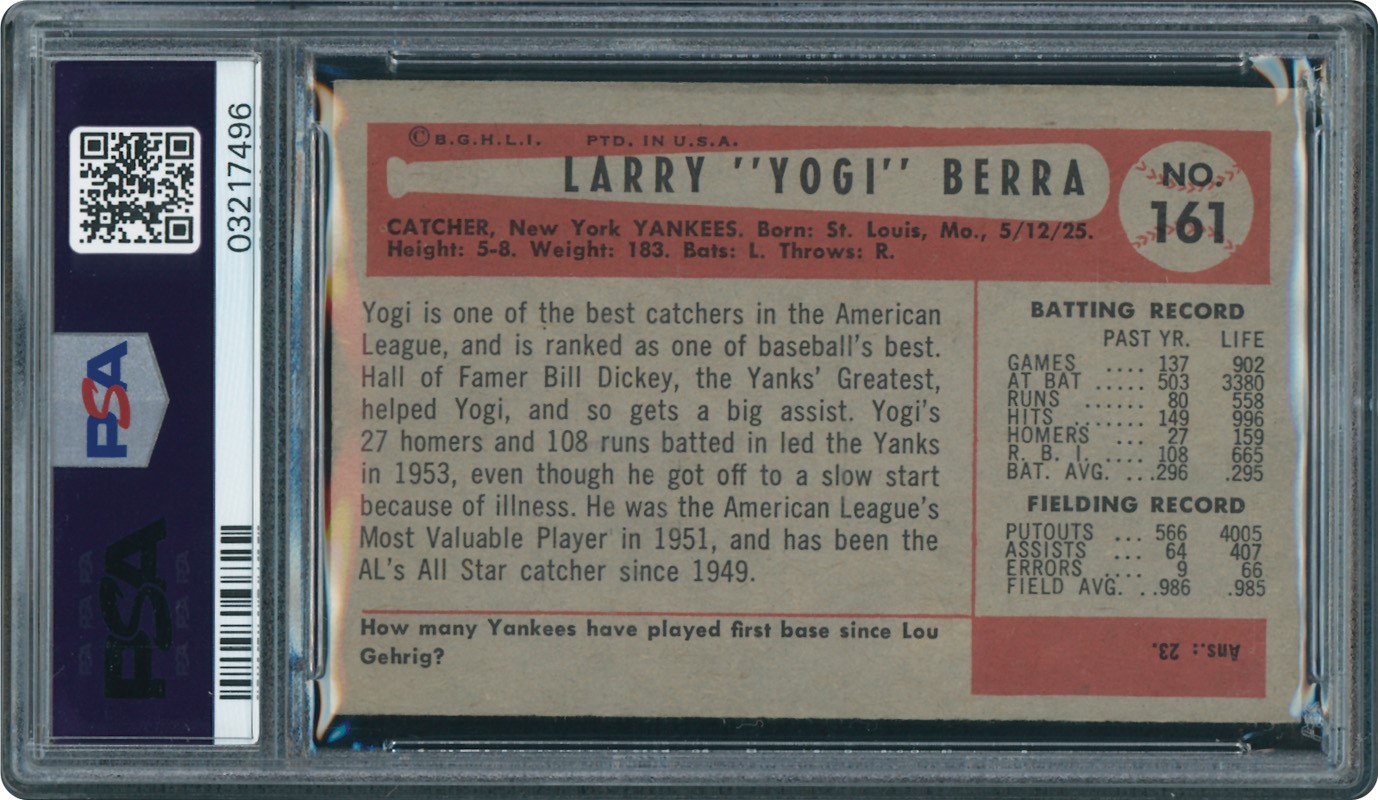 PSA
03217496
PSA
©B.G.H.L.I. PTD. IN U.S.A.
LARRY "YOGI" BERRA
NO.
161
CATCHER, New York YANKEES. Born: St. Louis, Mo., 5/12/25.
Height: 5-8. Weight: 183. Bats: L. Throws: R.
Yogi is one of the best catchers in the American
League, and is ranked as one of baseball's best.
Hall of Famer Bill Dickey, the Yanks' Greatest,
helped Yogi, and so gets a big assist. Yogi's
27 homers and 108 runs batted in led the Yanks
in 1953, even though he got off to a slow start
because of illness. He was the American League's
Most Valuable Player in 1951, and has been the
AL's All Star catcher since 1949.
BATTING RECORD
PAST YR. LIFE
GAMES .... 137 902
AT BAT ..... 503 3380
RUNS ...... 80 558
HITS ....... 149 996
HOMERS ... 27 159
R. B. I. .... 108 665
BAT. AVG. ...296 .295
FIELDING RECORD
PUTOUTS ... 566 4005
ASSISTS ... 64 407
ERRORS .... 9 66
FIELD AVG. ..986 .985
How many Yankees have played first base since Lou
Gehrig?
Ans.: 23.